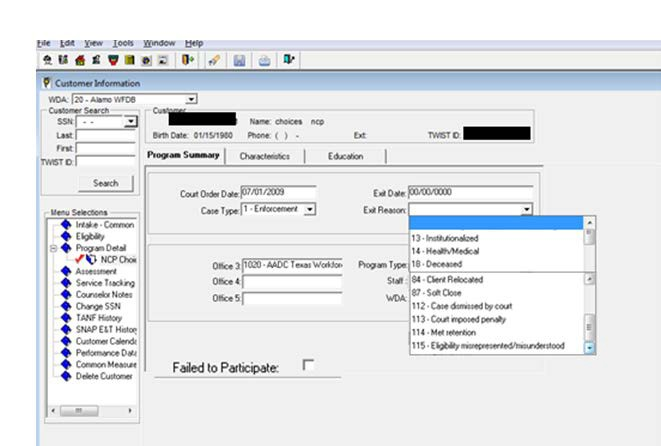 File Edit View Tools Window Help
Customer Information
WDA: 20 - Alamo WFDB
Customer Search
SSN: - -
Last:
First:
TWIST ID:
Search
Customer
Name: choices ncp
Birth Date: 01/15/1980 Phone: ( ) - Ext: TWIST ID:
Program Summary Characteristics Education
Court Order Date: 07/01/2009 Exit Date: 00/00/0000
Case Type: 1 - Enforcement Exit Reason:
13 - Institutionalized
14 - Health/Medical
18 - Deceased
84 - Client Relocated
87 - Soft Close
112 - Case dismissed by court
113 - Court imposed penalty
114 - Met retention
115 - Eligibility misrepresented/misunderstood
Office 3: 1020 - AADC Texas Workfor Program Type:
Office 4: Staff:
Office 5: WDA:
Failed to Participate:
Menu Selections
Intake - Common
Eligibility
Program Detail
NCP Choi
Assessment
Service Tracking
Counselor Notes
Change SSN
TANF History
SNAP E&T Histor
Customer Calenda
Performance Data
Common Measure
Delete Customer